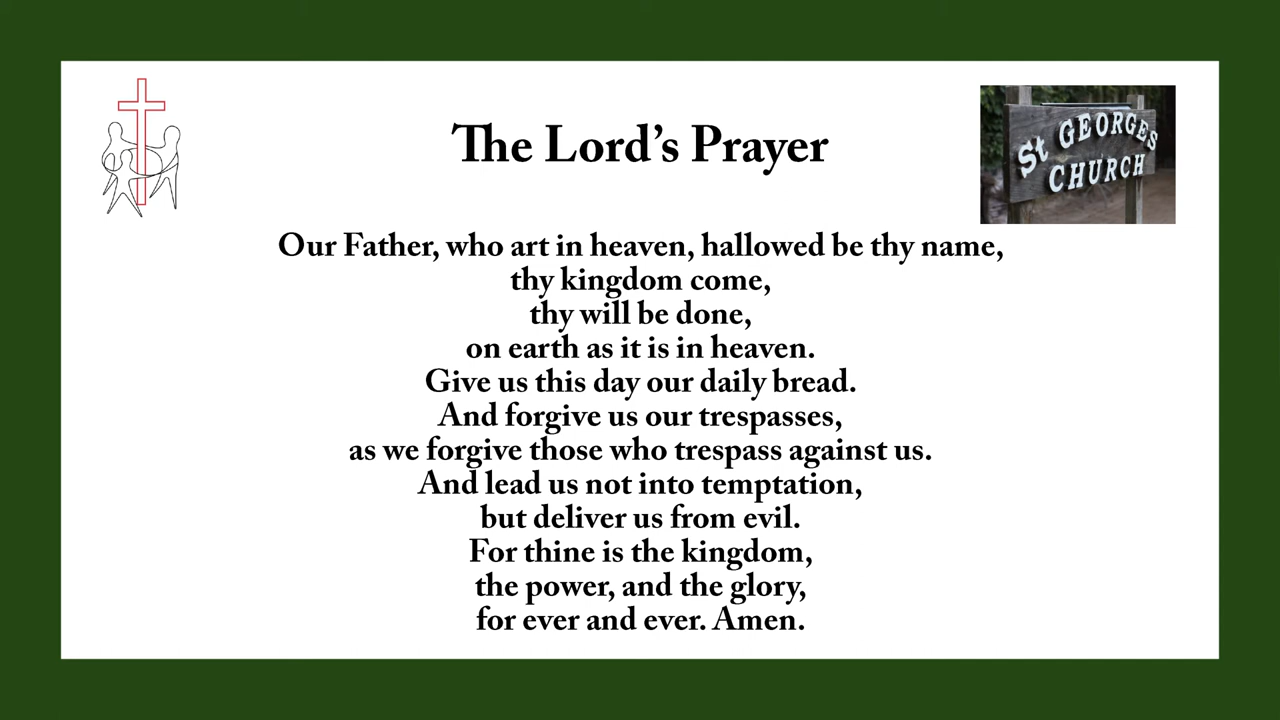 The Lord's Prayer
St GEORGES
CHURCH
Our Father, who art in heaven, hallowed be thy name,
thy kingdom come,
thy will be done,
on earth as it is in heaven.
Give us this day our daily bread.
And forgive us our trespasses,
as we forgive those who trespass against us.
And lead us not into temptation,
but deliver us from evil.
For thine is the kingdom,
the power, and the glory,
for ever and ever. Amen.